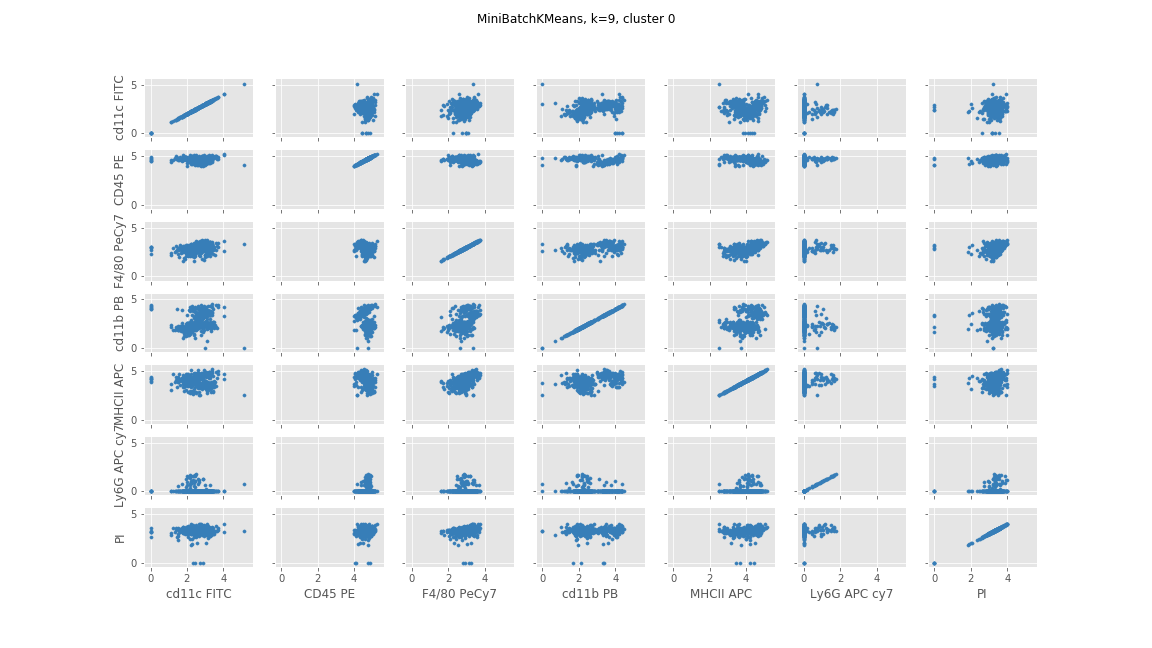 MiniBatchKMeans, k=9, cluster 0
cd11c FITC
5
0
CD45 PE
5
0
F4/80 PeCy7
5
0
cd11b PB
5
0
MHCII APC
5
0
Ly6G APC cy7
5
0
PI
5
0
0 2 4 0 2 4 0 2 4 0 2 4 0 2 4 0 2 4 0 2 4
cd11c FITC CD45 PE F4/80 PeCy7 cd11b PB MHCII APC Ly6G APC cy7 PI